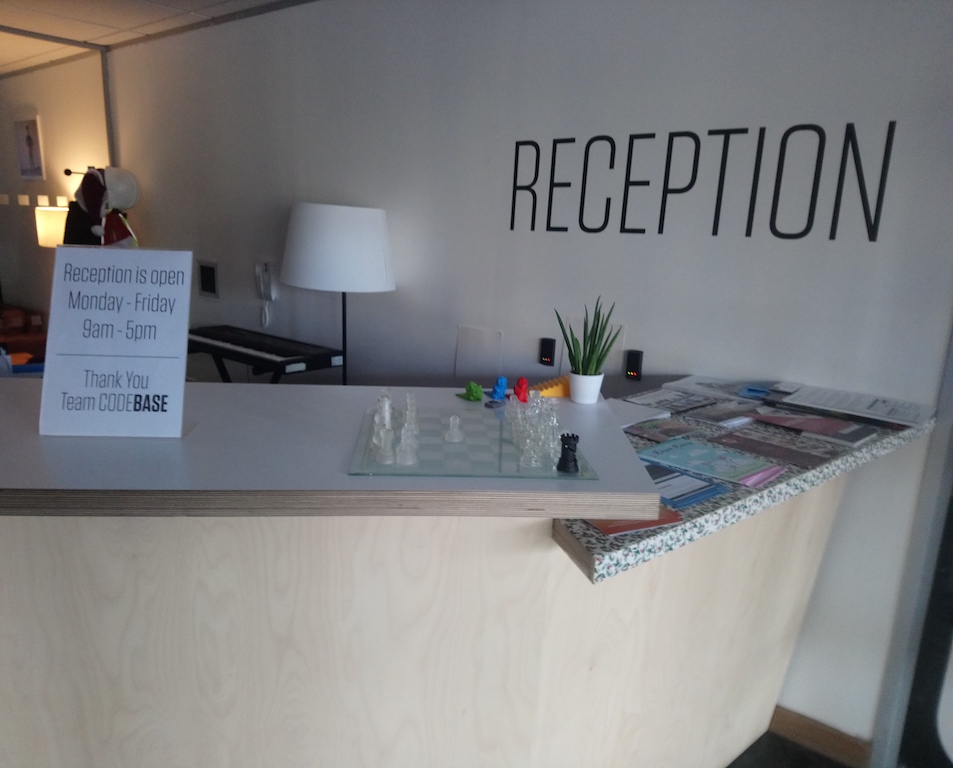 RECEPTION
Reception is open
Monday - Friday
9am - 5pm
Thank You
Team CODEBASE